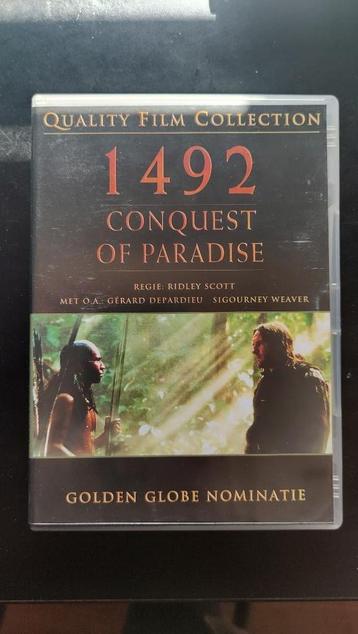 QUALITY FILM COLLECTION
1492
CONQUEST
OF PARADISE
REGIE: RIDLEY SCOTT
MET O.A.: GÉRARD DEPARDIEU SIGOURNEY WEAVER
GOLDEN GLOBE NOMINATIE